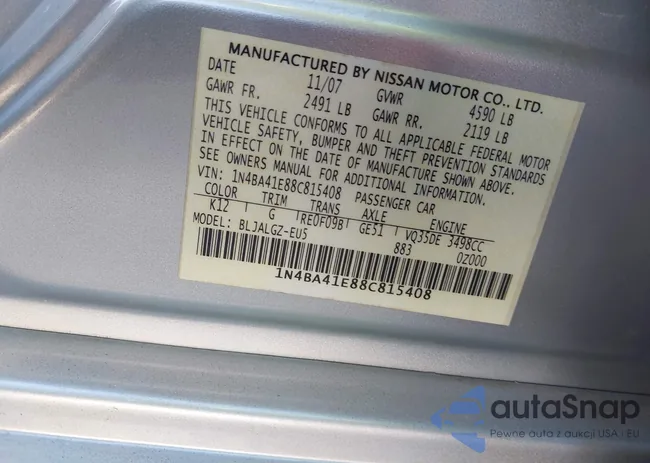 MANUFACTURED BY NISSAN MOTOR CO., LTD.
DATE 11/07 GVWR 4590 LB
GAWR FR. 2491 LB GAWR RR. 2119 LB
THIS VEHICLE CONFORMS TO ALL APPLICABLE FEDERAL MOTOR
VEHICLE SAFETY, BUMPER AND THEFT PREVENTION STANDARDS
IN EFFECT ON THE DATE OF MANUFACTURE SHOWN ABOVE.
SEE OWNERS MANUAL FOR ADDITIONAL INFORMATION.
VIN: 1N4BA41E88C815408 PASSENGER CAR
COLOR TRIM TRANS AXLE ENGINE
K12 G RE0F09B GE51 VQ35DE 3498CC
MODEL: BLJALGZ-EU5 883 0Z000
1N4BA41E88C815408
autaSnap
Pewne auta z aukcji USA i EU